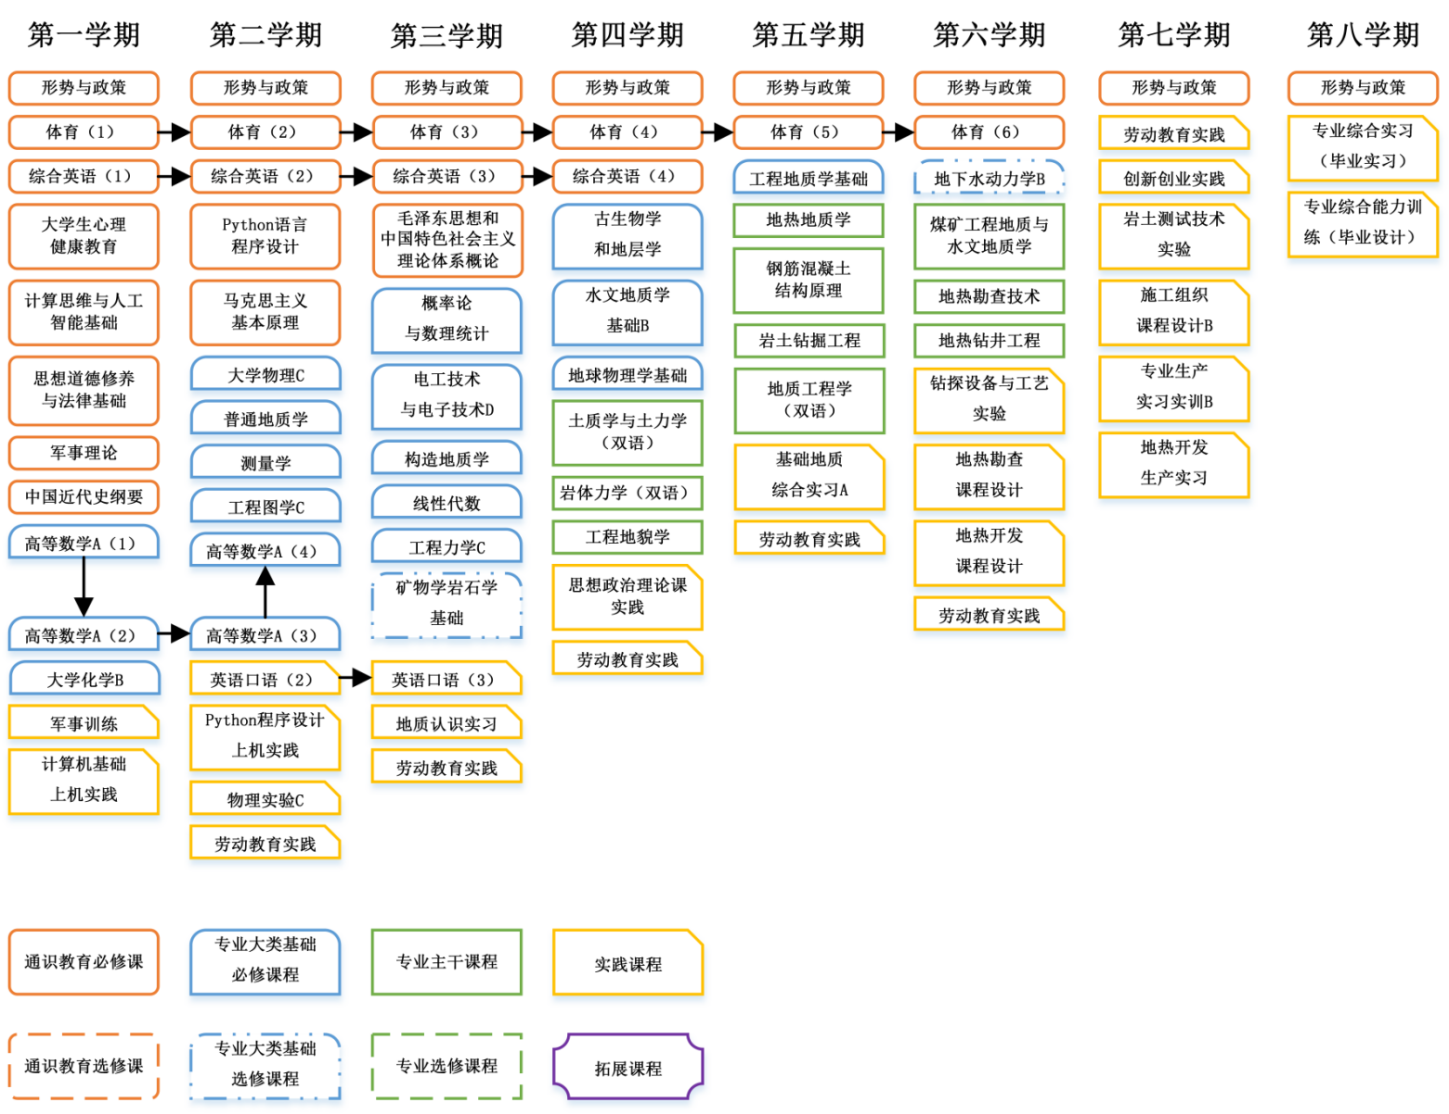 第一学期
形势与政策
体育（1）
综合英语（1）
大学生心理
健康教育
计算思维与人工
智能基础
思想道德修养
与法律基础
军事理论
中国近代史纲要
高等数学A（1）
高等数学A（2）
大学化学B
军事训练
计算机基础
上机实践
第二学期
形势与政策
体育（2）
综合英语（2）
Python语言
程序设计
马克思主义
基本原理
大学物理C
普通地质学
测量学
工程图学C
高等数学A（4）
高等数学A（3）
英语口语（2）
Python程序设计
上机实践
物理实验C
劳动教育实践
第三学期
形势与政策
体育（3）
综合英语（3）
毛泽东思想和
中国特色社会主义
理论体系概论
概率论
与数理统计
电工技术
与电子技术D
构造地质学
线性代数
工程力学C
矿物学岩石学
基础
英语口语（3）
地质认识实习
劳动教育实践
第四学期
形势与政策
体育（4）
综合英语（4）
古生物学
和地层学
水文地质学
基础B
地球物理学基础
土质学与土力学
（双语）
岩体力学（双语）
工程地貌学
思想政治理论课
实践
劳动教育实践
第五学期
形势与政策
体育（5）
工程地质学基础
地热地质学
钢筋混凝土
结构原理
岩土钻掘工程
地质工程学
（双语）
基础地质
综合实习A
劳动教育实践
第六学期
形势与政策
体育（6）
地下水动力学B
煤矿工程地质与
水文地质学
地热勘查技术
地热钻井工程
钻探设备与工艺
实验
地热勘查
课程设计
地热开发
课程设计
劳动教育实践
第七学期
形势与政策
劳动教育实践
创新创业实践
岩土测试技术
实验
施工组织
课程设计B
专业生产
实习实训B
地热开发
生产实习
第八学期
形势与政策
专业综合实习
（毕业实习）
专业综合能力训
练（毕业设计）
通识教育必修课
专业大类基础
必修课程
专业主干课程
实践课程
通识教育选修课
专业大类基础
选修课程
专业选修课程
拓展课程